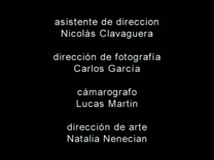 asistente de direccion
Nicolás Clavaguera
dirección de fotografía
Carlos García
cámarografo
Lucas Martin
dirección de arte
Natalia Nenecian